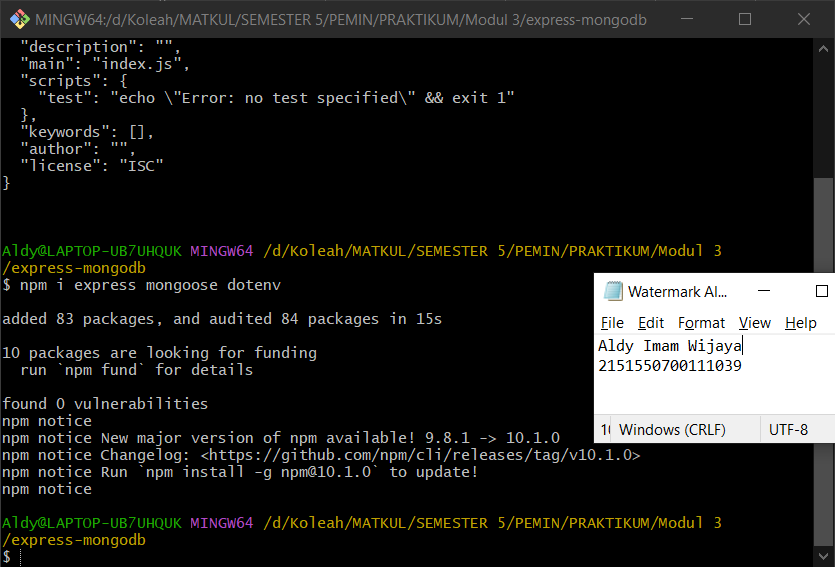 MINGW64:/d/Koleah/MATKUL/SEMESTER 5/PEMIN/PRAKTIKUM/Modul 3/express-mongodb
  "description": "",
  "main": "index.js",
  "scripts": {
    "test": "echo \"Error: no test specified\" && exit 1"
  },
  "keywords": [],
  "author": "",
  "license": "ISC"
}
Aldy@LAPTOP-UB7UHQUK MINGW64 /d/Koleah/MATKUL/SEMESTER 5/PEMIN/PRAKTIKUM/Modul 3
/express-mongodb
$ npm i express mongoose dotenv
added 83 packages, and audited 84 packages in 15s
10 packages are looking for funding
  run `npm fund` for details
found 0 vulnerabilities
npm notice
npm notice New major version of npm available! 9.8.1 -> 10.1.0
npm notice Changelog: <https://github.com/npm/cli/releases/tag/v10.1.0>
npm notice Run `npm install -g npm@10.1.0` to update!
npm notice
Aldy@LAPTOP-UB7UHQUK MINGW64 /d/Koleah/MATKUL/SEMESTER 5/PEMIN/PRAKTIKUM/Modul 3
/express-mongodb
$
Watermark Al...
File Edit Format View Help
Aldy Imam Wijaya
2151550700111039
Windows (CRLF) UTF-8